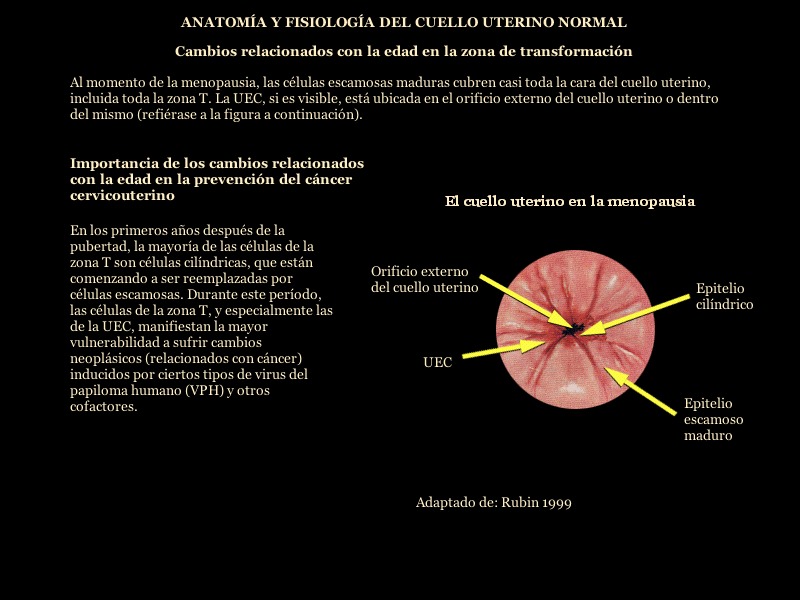 ANATOMÍA Y FISIOLOGÍA DEL CUELLO UTERINO NORMAL
Cambios relacionados con la edad en la zona de transformación
Al momento de la menopausia, las células escamosas maduras cubren casi toda la cara del cuello uterino,
incluida toda la zona T. La UEC, si es visible, está ubicada en el orificio externo del cuello uterino o dentro
del mismo (refiérase a la figura a continuación).
Importancia de los cambios relacionados
con la edad en la prevención del cáncer
cervicouterino
En los primeros años después de la
pubertad, la mayoría de las células de la
zona T son células cilíndricas, que están
comenzando a ser reemplazadas por
células escamosas. Durante este período,
las células de la zona T, y especialmente las
de la UEC, manifiestan la mayor
vulnerabilidad a sufrir cambios
neoplásicos (relacionados con cáncer)
inducidos por ciertos tipos de virus del
papiloma humano (VPH) y otros
cofactores.
El cuello uterino en la menopausia
Orificio externo
del cuello uterino
Epitelio
cilíndrico
UEC
Epitelio
escamoso
maduro
Adaptado de: Rubin 1999